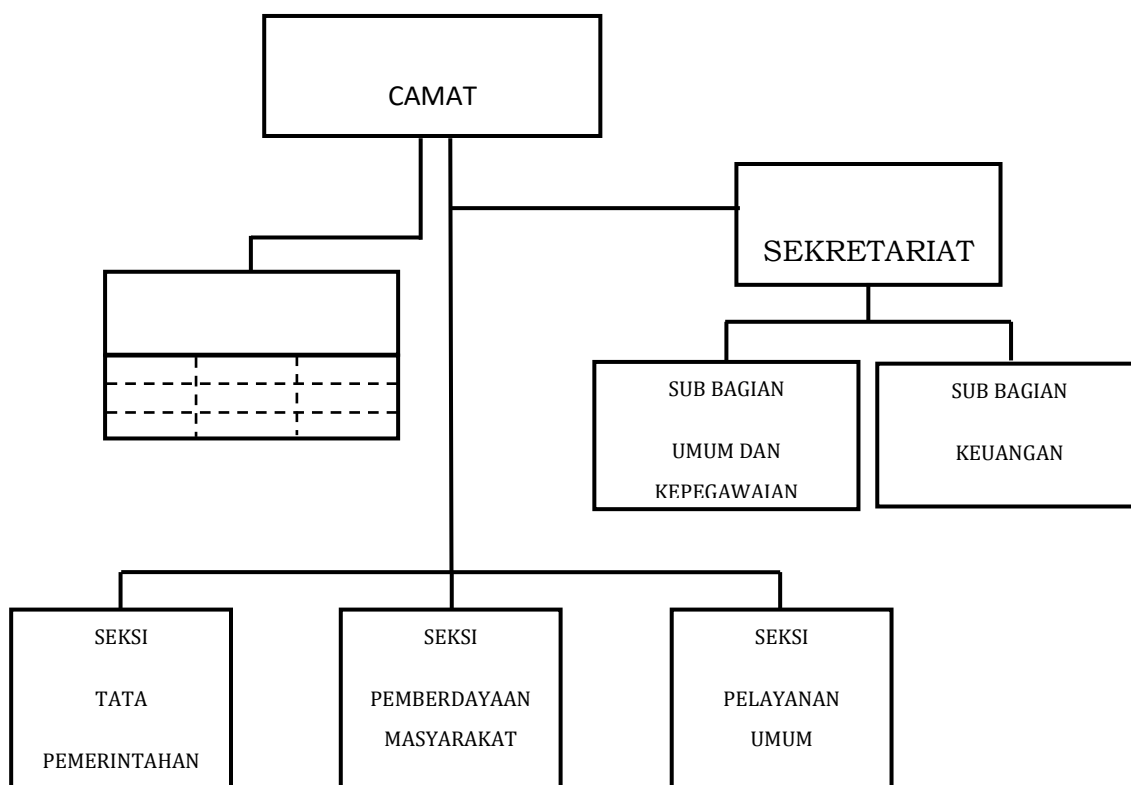 CAMAT
SEKRETARIAT
SUB BAGIAN
UMUM DAN
KEPEGAWAIAN
SUB BAGIAN
KEUANGAN
SEKSI
TATA
PEMERINTAHAN
SEKSI
PEMBERDAYAAN
MASYARAKAT
SEKSI
PELAYANAN
UMUM